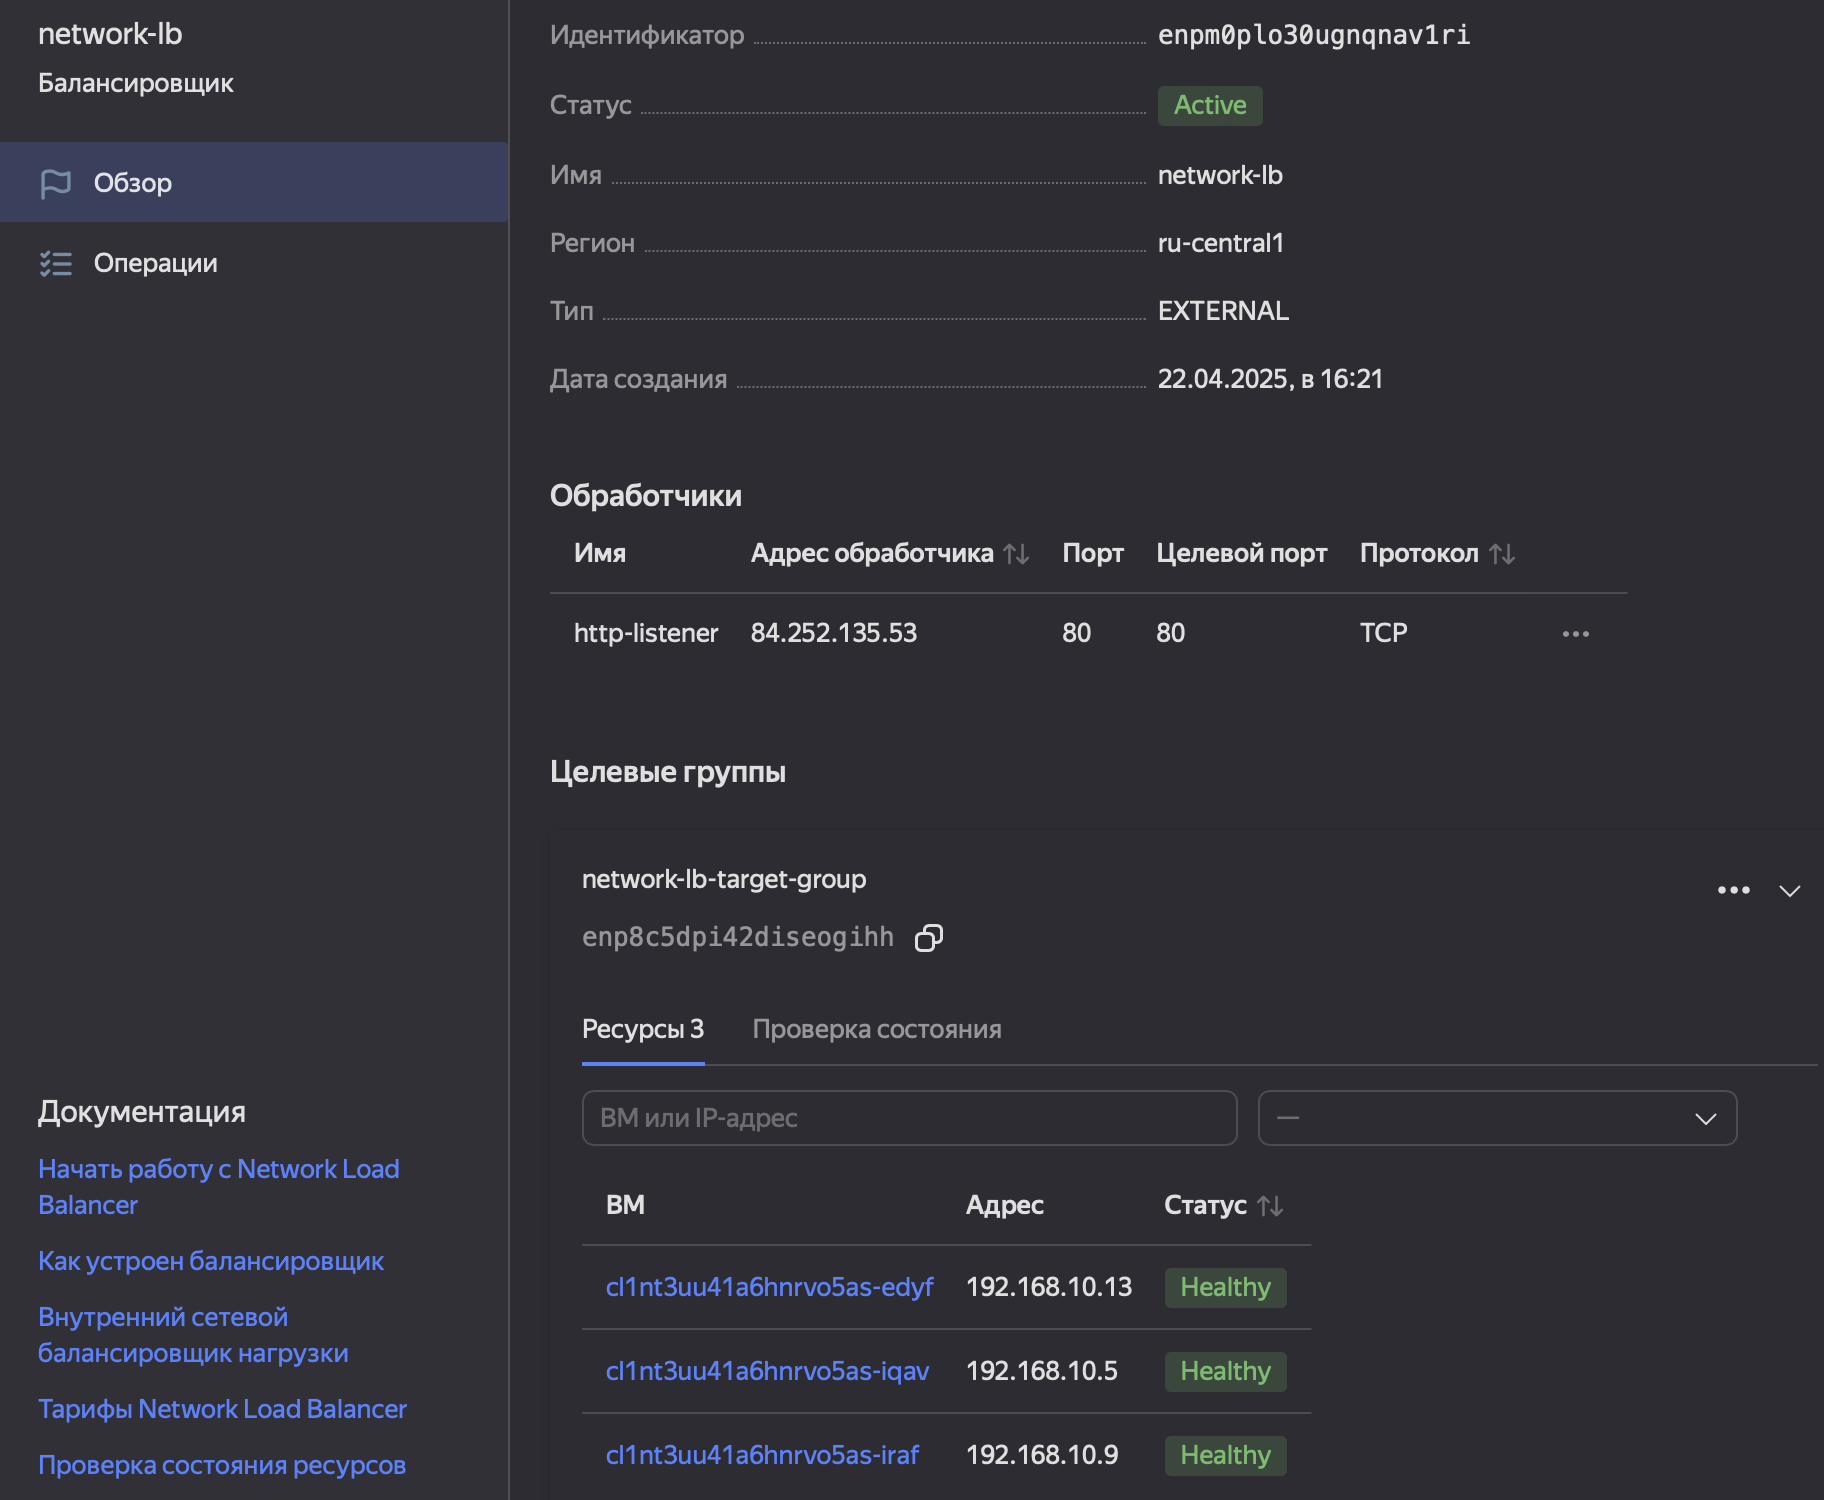 network-lb
Балансировщик
Обзор
Операции
Документация
Начать работу с Network Load
Balancer
Как устроен балансировщик
Внутренний сетевой
балансировщик нагрузки
Тарифы Network Load Balancer
Проверка состояния ресурсов
Идентификатор enpm0plo30ugnqnav1ri
Статус Active
Имя network-lb
Регион ru-central1
Тип EXTERNAL
Дата создания 22.04.2025, в 16:21
Обработчики
Имя Адрес обработчика Порт Целевой порт Протокол
http-listener 84.252.135.53 80 80 TCP
Целевые группы
network-lb-target-group
enp8c5dpi42diseogihh
Ресурсы 3 Проверка состояния
ВМ или IP-адрес —
ВМ Адрес Статус
cl1nt3uu41a6hnrvo5as-edyf 192.168.10.13 Healthy
cl1nt3uu41a6hnrvo5as-iqav 192.168.10.5 Healthy
cl1nt3uu41a6hnrvo5as-iraf 192.168.10.9 Healthy